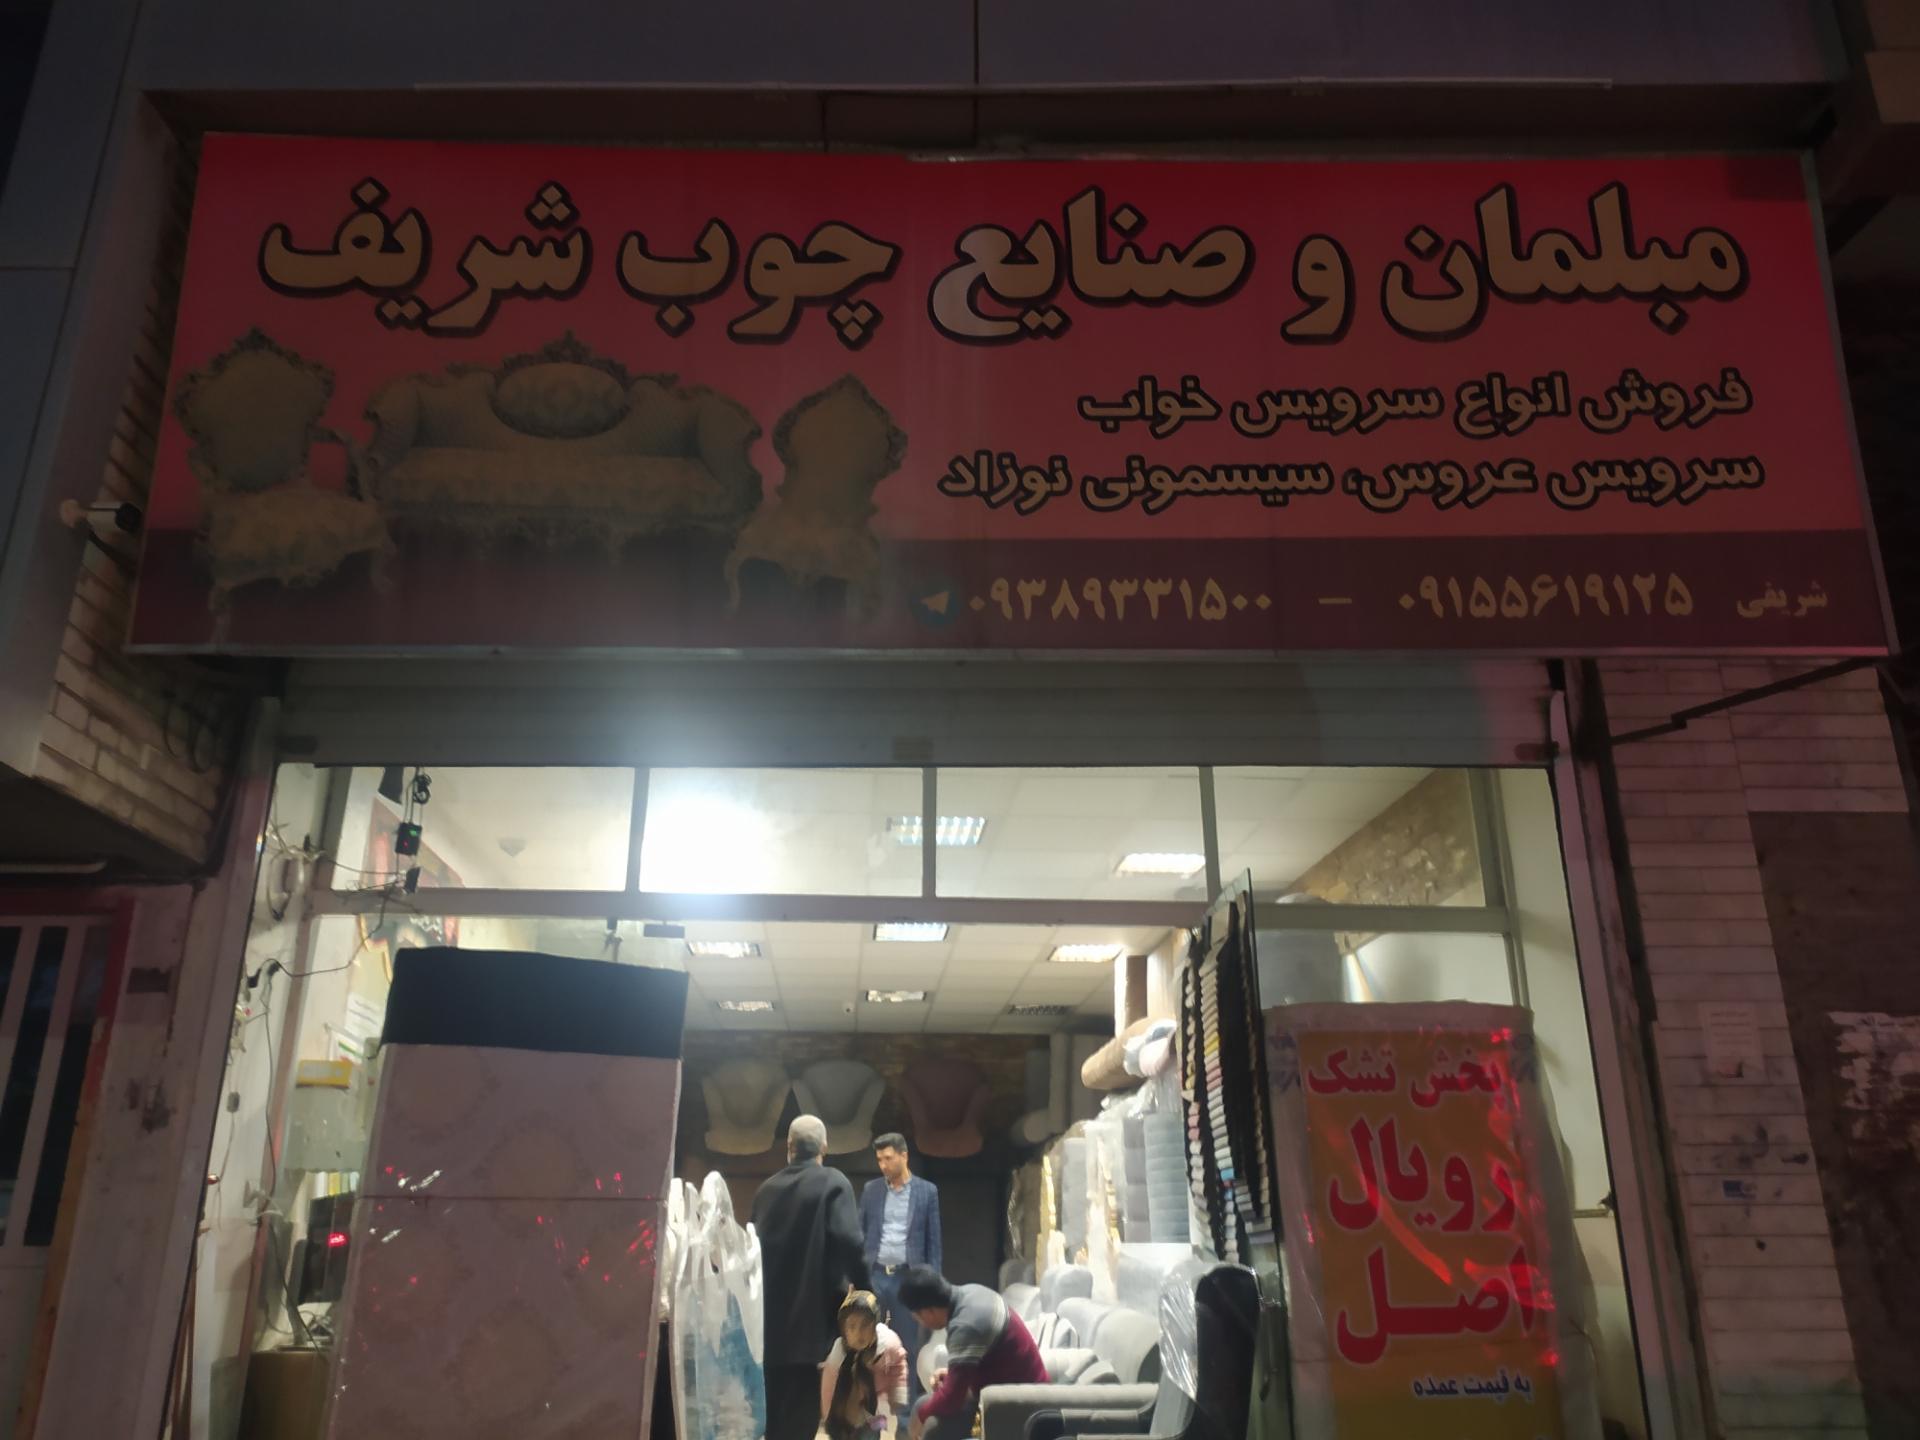 مبلمان و صنایع چوب شریف
فروش انواع سرویس خواب
سرویس عروس، سیسمونی نوزاد
شریفی ۰۹۱۵۵۶۱۹۱۲۵ - ۰۹۳۸۹۳۳۱۵۰۰
پخش تشک
رویال
اصل
به قیمت عمده